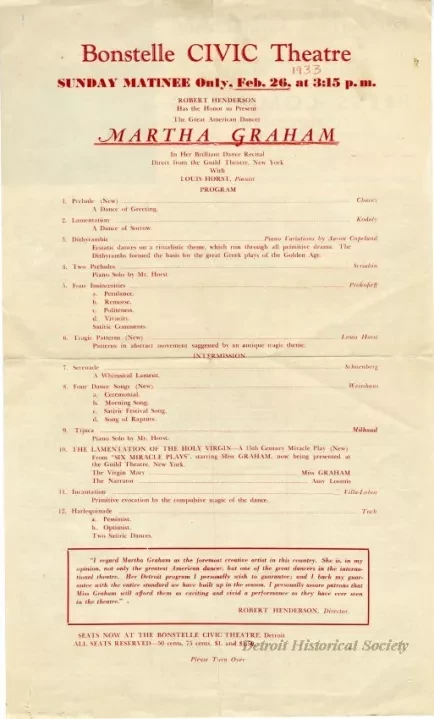 Bonstelle CIVIC Theatre
1933
SUNDAY MATINEE Only, Feb. 26, at 3:15 p. m.
ROBERT HENDERSON
Has the Honor to Present
The Great American Dancer
MARTHA GRAHAM
In Her Brilliant Dance Recital
Direct from the Guild Theatre, New York
With
LOUIS HORST, Pianist
PROGRAM
1. Prelude (New) Chavez
A Dance of Greeting.
2. Lamentation Kodaly
A Dance of Sorrow.
3. Dithyrambic Piano Variations by Aaron Copeland
Ecstatic dances on a ritualistic theme, which runs through all primitive drama. The
Dithyrambs formed the basis for the great Greek plays of the Golden Age.
4. Two Preludes Scriabin
Piano Solo by Mr. Horst
5. Four Insincerities Prokofieff
a. Petulance.
b. Remorse.
c. Politeness.
d. Vivacity.
Satiric Comments.
6. Tragic Patterns (New) Louis Horst
Patterns in abstract movement suggested by an antique tragic theme.
INTERMISSION
7. Serenade Schoenberg
A Whimsical Lament.
8. Four Dance Songs (New)
a. Ceremonial.
b. Morning Song.
c. Satiric Festival Song.
d. Song of Rapture.
9. Tijuca Milhaud
Piano Solo by Mr. Horst.
10. THE LAMENTATION OF THE HOLY VIRGIN—A 15th Century Miracle Play (New)
From "SIX MIRACLE PLAYS", starring Miss GRAHAM, now being presented at
the Guild Theatre, New York.
The Virgin Mary Miss GRAHAM
The Narrator Amy Loomis
11. Incantation Villa-Lobos
Primitive evocation by the compulsive magic of the dance.
12. Harlequinade Toch
a. Pessimist.
b. Optimist.
Two Satiric Dances.
"I regard Martha Graham as the foremost creative artist in this country. She is, in my
opinion, not only the greatest American dancer, but one of the great dancers in the interna-
tional theatre. Her Detroit program I personally wish to guarantee; and I back my guar-
antee with the entire standard we have built up in the season. I personally assure patrons that
Miss Graham will afford them as exciting and vivid a performance as they have ever seen
in the theatre."
ROBERT HENDERSON, Director.
SEATS NOW AT THE BONSTELLE CIVIC THEATRE, Detroit
ALL SEATS RESERVED—50 cents, 75 cents, $1, and
Detroit Historical Society
Please Turn Over